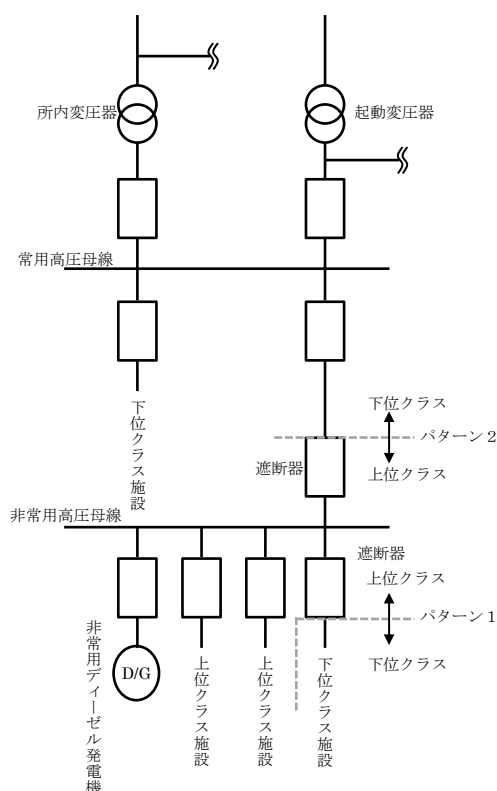 所内変圧器
起動変圧器
常用高圧母線
下位クラス施設
下位クラス
パターン２
遮断器
上位クラス
非常用高圧母線
遮断器
上位クラス
パターン１
下位クラス
D/G
非常用ディーゼル発電機
上位クラス施設
上位クラス施設
下位クラス施設